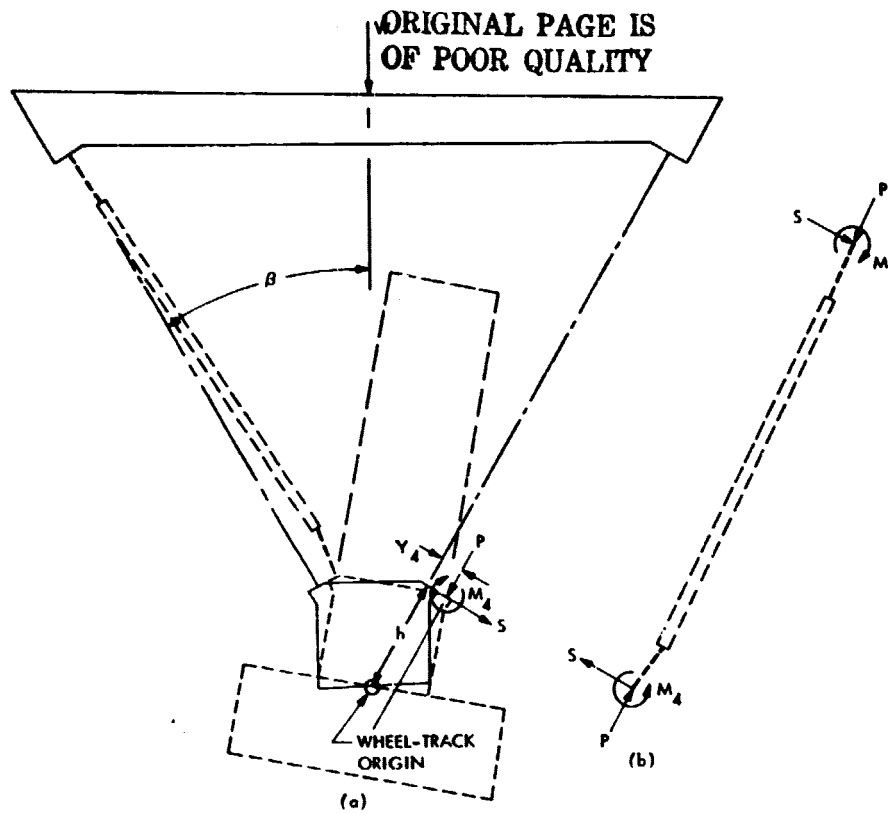 ORIGINAL PAGE IS
OF POOR QUALITY
β
P
S
M
Y4
P
M4
S
h
S
M4
P
WHEEL-TRACK
ORIGIN
(a)
(b)